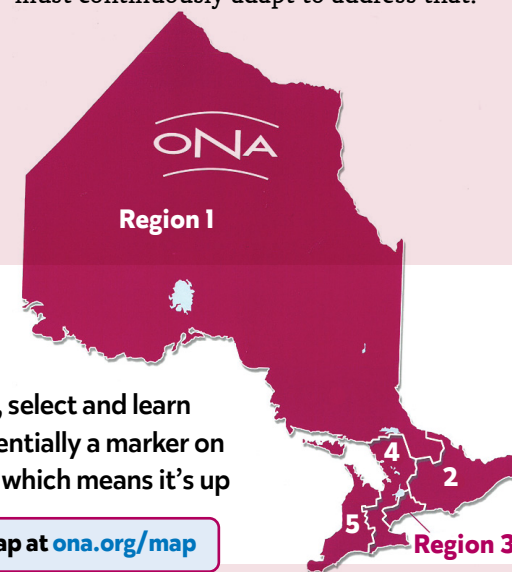 must continuously adapt to address that.
ONA
Region 1
, select and learn
entially a marker on
which means it's up
4
2
5
ap at ona.org/map
Region 3